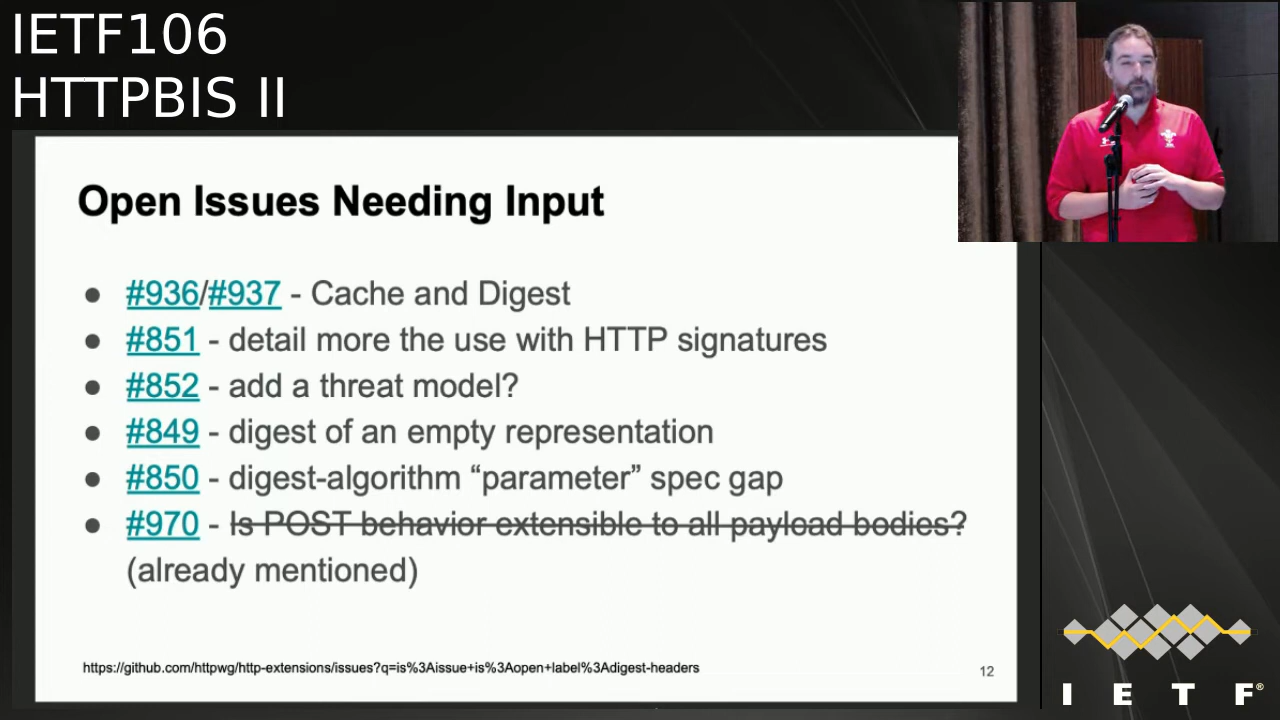 IETF106
HTTPBIS II
Open Issues Needing Input
● #936/#937 - Cache and Digest
● #851 - detail more the use with HTTP signatures
● #852 - add a threat model?
● #849 - digest of an empty representation
● #850 - digest-algorithm “parameter” spec gap
● #970 - Is POST behavior extensible to all payload bodies?
(already mentioned)
https://github.com/httpwg/http-extensions/issues?q=is%3Aissue+is%3Aopen+label%3Adigest-headers
12
I E T F®